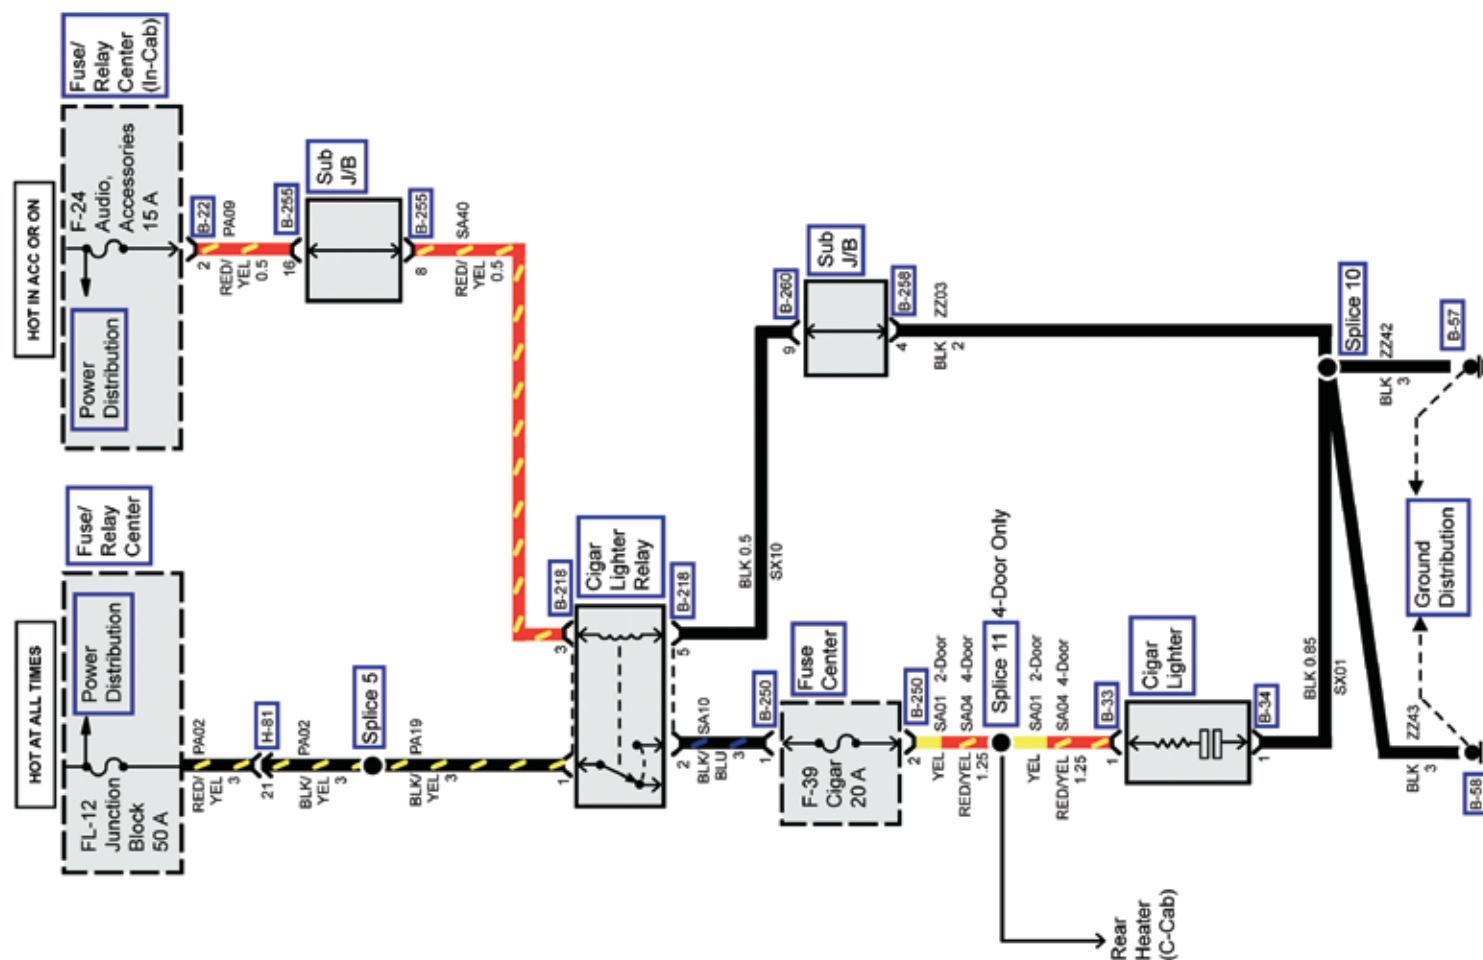 HOT AT ALL TIMES
HOT IN ACC OR ON
Fuse/
Relay
Center
Fuse/
Relay
Center
(In-Cab)
Power
Distribution
FL-12
Junction
Block
50 A
Power
Distribution
F-24
Audio,
Accessories
15 A
RED/
YEL
3
PA02
21
H-81
BLK/
YEL
3
PA02
Splice 5
BLK/
YEL
3
PA19
2
B-22
RED/
YEL
0.5
PA09
16
B-255
Sub
J/B
8
B-255
RED/
YEL
0.5
SA40
1
3
B-218
Cigar
Lighter
Relay
5
B-218
2
BLK/
BLU
3
SA10
1
B-250
BLK 0.5
SX10
9
B-260
Sub
J/B
4
B-258
BLK
2
ZZ03
Fuse
Center
F-39
Cigar
20 A
2
B-250
YEL
SA01 2-Door
RED/YEL
1.25
SA04 4-Door
Splice 11
4-Door Only
YEL
SA01 2-Door
RED/YEL
1.25
SA04 4-Door
1
B-33
Cigar
Lighter
1
B-34
Rear
Heater
(C-Cab)
BLK 0.85
SX01
Splice 10
BLK
3
ZZ43
BLK
3
ZZ42
B-58
B-57
Ground
Distribution